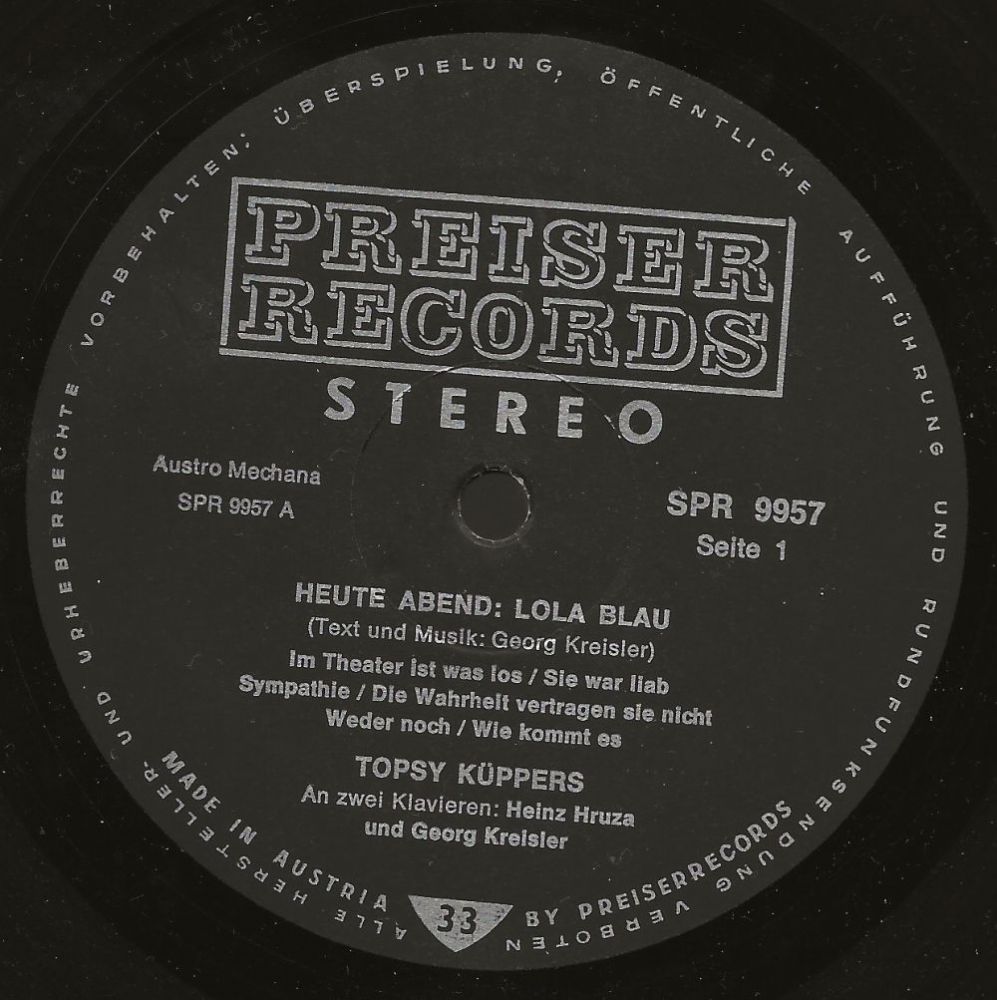 ALLE HERSTELLER- UND URHEBERRECHTE VORBEHALTEN; ÜBERSPIELUNG, ÖFFENTLICHE AUFFÜHRUNG UND RUNDFUNKSENDUNG VERBOTEN
PREISER
RECORDS
STEREO
Austro Mechana
SPR 9957 A
SPR 9957
Seite 1
HEUTE ABEND: LOLA BLAU
(Text und Musik: Georg Kreisler)
Im Theater ist was los / Sie war liab
Sympathie / Die Wahrheit vertragen sie nicht
Weder noch / Wie kommt es
TOPSY KÜPPERS
An zwei Klavieren: Heinz Hruza
und Georg Kreisler
MADE IN AUSTRIA
33
BY PREISERRECORDS